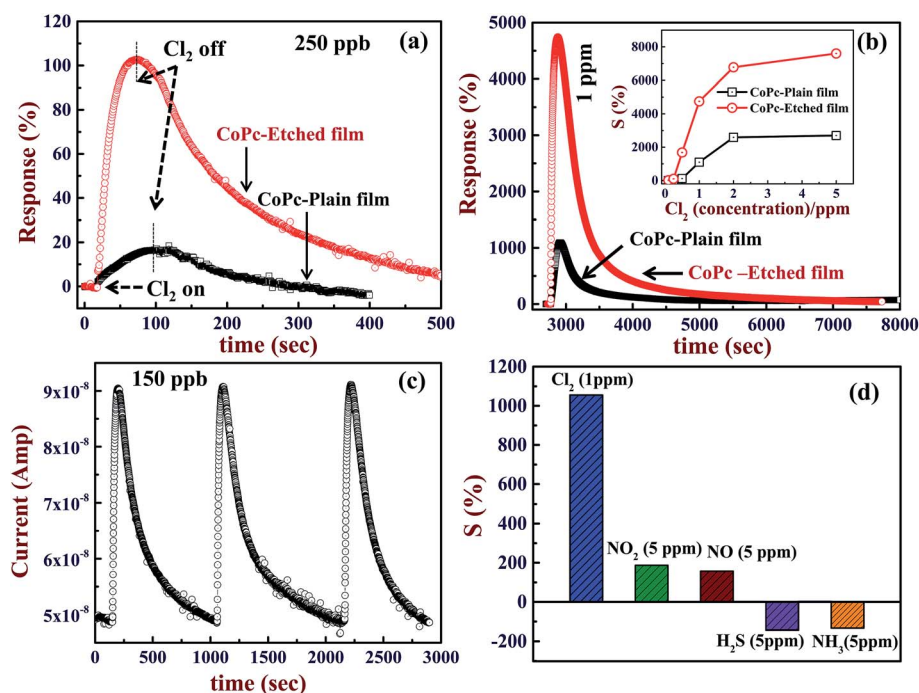 120
100
80
60
40
20
0
Response (%)
250 ppb
(a)
Cl2 off
CoPc-Etched film
CoPc-Plain film
Cl2 on
0 100 200 300 400 500
time (sec)
5000
4000
3000
2000
1000
0
Response (%)
1 ppm
(b)
8000
6000
4000
2000
0
S (%)
CoPc-Plain film
CoPc-Etched film
0 1 2 3 4 5
Cl2 (concentration)/ppm
CoPc-Plain film
CoPc –Etched film
3000 4000 5000 6000 7000 8000
time (sec)
9x10-8
8x10-8
7x10-8
6x10-8
5x10-8
Current (Amp)
150 ppb
(c)
0 500 1000 1500 2000 2500 3000
time (sec)
1200
1000
800
600
400
200
0
-200
S (%)
Cl2 (1ppm)
(d)
NO2 (5 ppm)
NO (5 ppm)
H2S (5ppm)
NH3(5ppm)